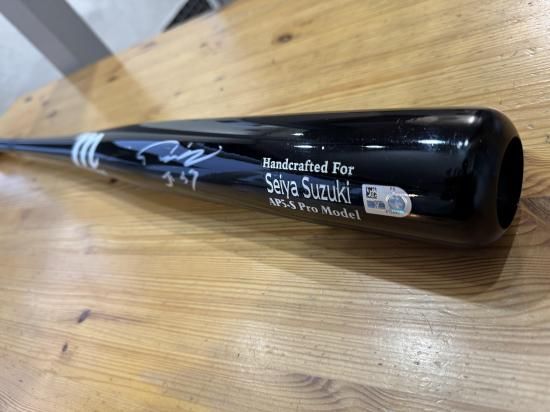 Handcrafted For
Seiya Suzuki
AP5-S Pro Model